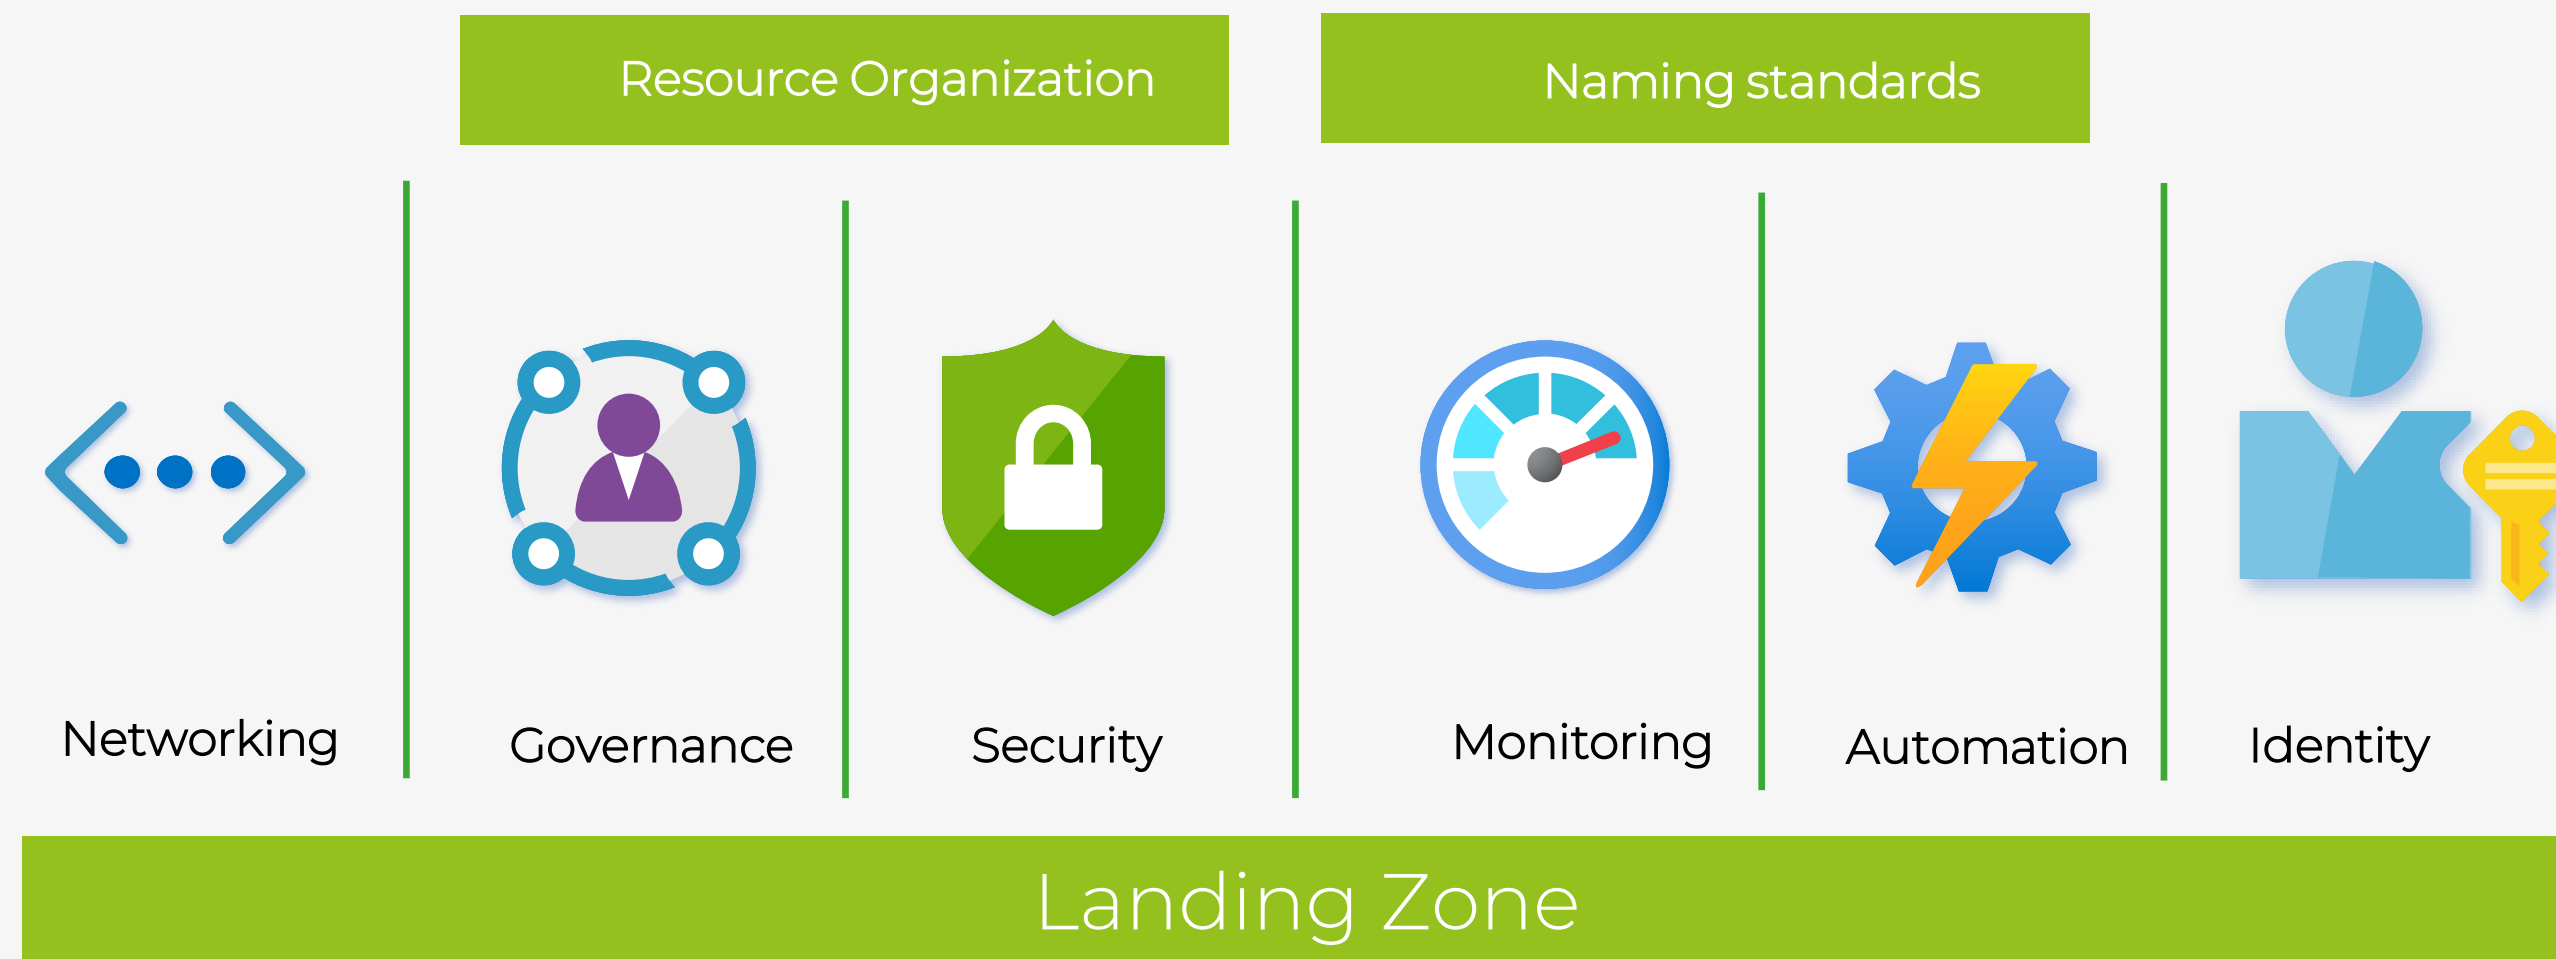 Resource Organization
Naming standards
Networking
Governance
Security
Monitoring
Automation
Identity
Landing Zone